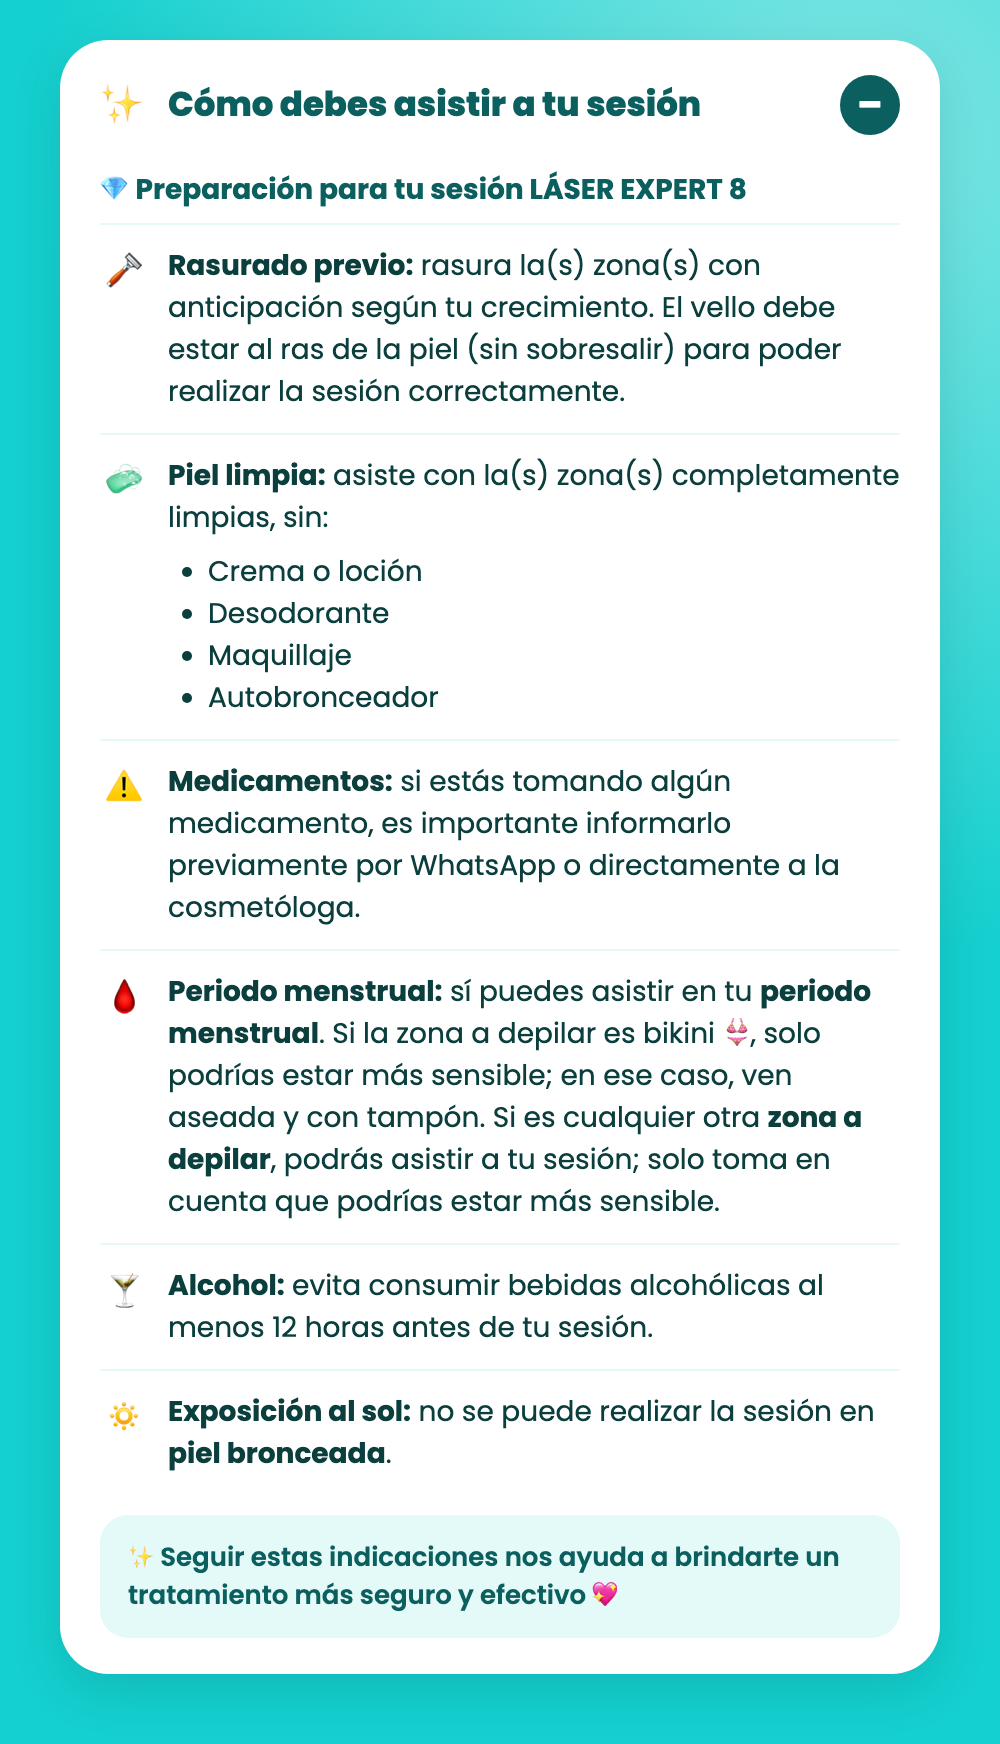 ✨ Cómo debes asistir a tu sesión
💎 Preparación para tu sesión LÁSER EXPERT 8
🪒 Rasurado previo: rasura la(s) zona(s) con
anticipación según tu crecimiento. El vello debe
estar al ras de la piel (sin sobresalir) para poder
realizar la sesión correctamente.
🧼 Piel limpia: asiste con la(s) zona(s) completamente
limpias, sin:
• Crema o loción
• Desodorante
• Maquillaje
• Autobronceador
⚠️ Medicamentos: si estás tomando algún
medicamento, es importante informarlo
previamente por WhatsApp o directamente a la
cosmetóloga.
🩸 Periodo menstrual: sí puedes asistir en tu periodo
menstrual. Si la zona a depilar es bikini 👙, solo
podrías estar más sensible; en ese caso, ven
aseada y con tampón. Si es cualquier otra zona a
depilar, podrás asistir a tu sesión; solo toma en
cuenta que podrías estar más sensible.
🍸 Alcohol: evita consumir bebidas alcohólicas al
menos 12 horas antes de tu sesión.
☀️ Exposición al sol: no se puede realizar la sesión en
piel bronceada.
✨ Seguir estas indicaciones nos ayuda a brindarte un
tratamiento más seguro y efectivo 💖